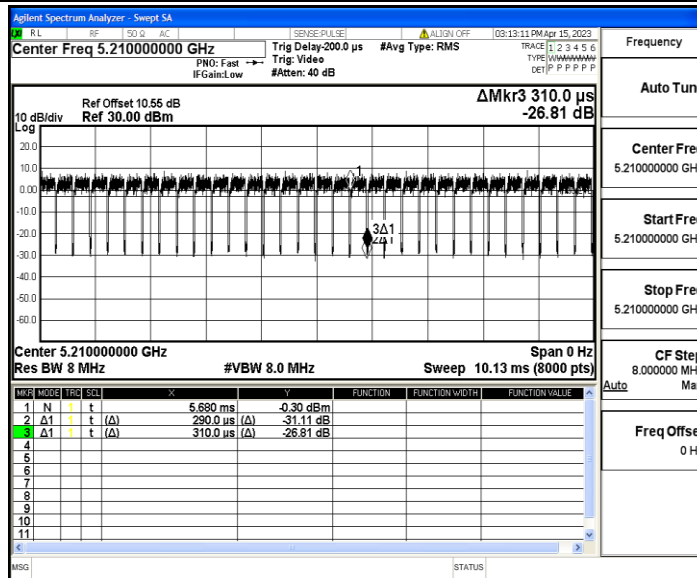 Agilent Spectrum Analyzer - Swept SA
RL RF 50 Ω AC SENSE:PULSE ALIGN OFF 03:13:11 PM Apr 15, 2023
Center Freq 5.210000000 GHz
PNO: Fast
IFGain:Low
Trig Delay-200.0 µs
Trig: Video
#Atten: 40 dB
#Avg Type: RMS
TRACE 1 2 3 4 5 6
TYPE
DET P P P P P P
ΔMkr3 310.0 µs
-26.81 dB
Ref Offset 10.55 dB
10 dB/div Ref 30.00 dBm
Log
20.0
10.0
0.00
-10.0
-20.0
-30.0
-40.0
-50.0
-60.0
1
3Δ1
2Δ1
Center 5.210000000 GHz Span 0 Hz
Res BW 8 MHz #VBW 8.0 MHz Sweep 10.13 ms (8000 pts)
MKR MODE TRC SCL X Y FUNCTION FUNCTION WIDTH FUNCTION VALUE
1 N 1 t 5.680 ms -0.30 dBm
2 Δ1 1 t (Δ) 290.0 µs (Δ) -31.11 dB
3 Δ1 1 t (Δ) 310.0 µs (Δ) -26.81 dB
4
5
6
7
8
9
10
11
MSG STATUS
Frequency
Auto Tun
Center Fre
5.210000000 GH
Start Fre
5.210000000 GH
Stop Fre
5.210000000 GH
CF Step
8.000000 MH
Auto Ma
Freq Offse
0 H